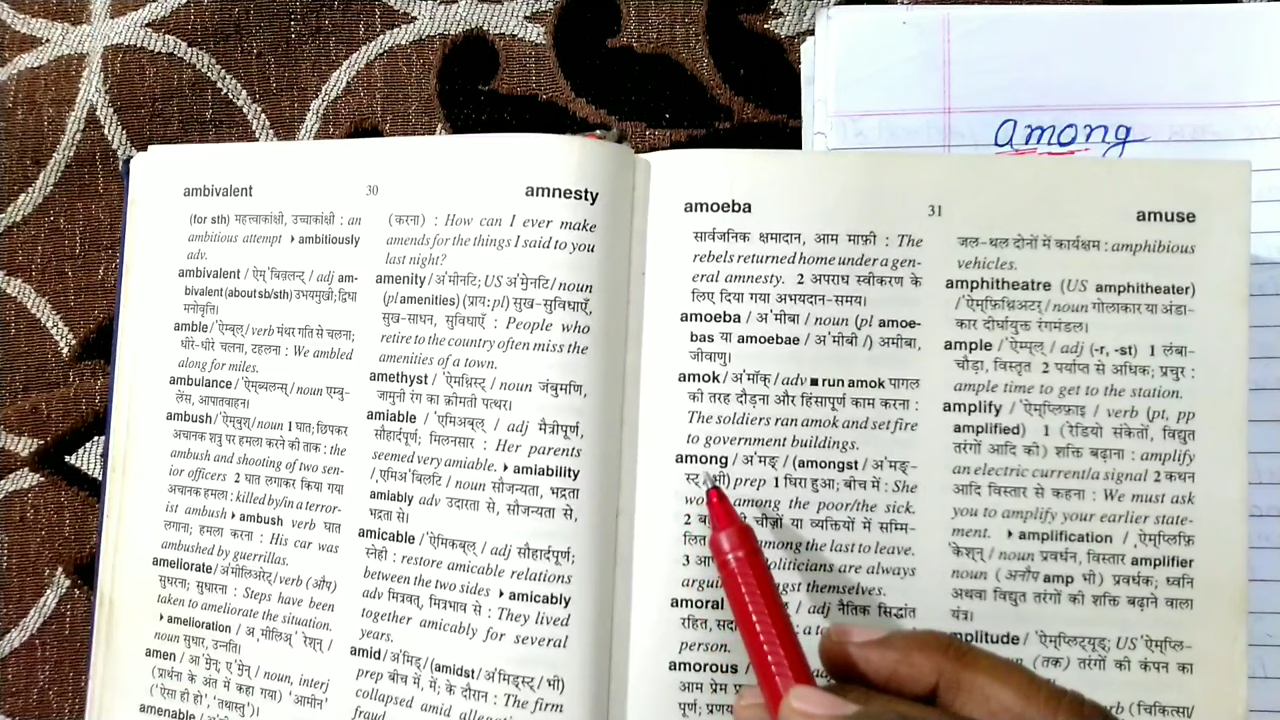 among
ambivalent 30 amnesty
(for sth) महत्त्वाकांक्षी, उच्चाकांक्षी : an
ambitious attempt ▸ ambitiously
adv.
ambivalent / ऐम्'बिव़लन्ट् / adj am-
bivalent (about sb/sth) उभयमुखी; द्विधा
मनोवृत्ति।
amble / 'ऐम्ब्ल् / verb मंथर गति से चलना;
धीरे-धीरे चलना, टहलना : We ambled
along for miles.
ambulance / 'ऐम्ब्यलन्स् / noun एम्बु-
लेंस, आपातवाहन।
ambush / 'ऐम्बुश् / noun 1 घात; छिपकर
अचानक शत्रु पर हमला करने की ताक : the
ambush and shooting of two sen-
ior officers 2 घात लगाकर किया गया
अचानक हमला : killed by/in a terror-
ist ambush ▸ ambush verb घात
लगाना; हमला करना : His car was
ambushed by guerrillas.
ameliorate / अ'मीलिअरेट् / verb (औप)
सुधरना; सुधारना : Steps have been
taken to ameliorate the situation.
▸ amelioration / अ,मीलिअ'रेशन् /
noun सुधार, उन्नति।
amen / आ'मेन्; ए'मेन् / noun, interj
(प्रार्थना के अंत में कहा गया) 'आमीन'
('ऐसा ही हो', 'तथास्तु')।
amenable
(करना) : How can I ever make
amends for the things I said to you
last night?
amenity / अ'मीनटि; US अ'मेनटि / noun
(pl amenities) (प्राय: pl) सुख-सुविधाएँ,
सुख-साधन, सुविधाएँ : People who
retire to the country often miss the
amenities of a town.
amethyst / 'ऐमथिस्ट् / noun जंबुमणि,
जामुनी रंग का क़ीमती पत्थर।
amiable / 'एमिअब्ल् / adj मैत्रीपूर्ण,
सौहार्दपूर्ण; मिलनसार : Her parents
seemed very amiable. ▸ amiability
/ ,एमिअ'बिलटि / noun सौजन्यता, भद्रता
amiably adv उदारता से, सौजन्यता से,
भद्रता से।
amicable / 'ऐमिकब्ल् / adj सौहार्दपूर्ण;
स्नेही : restore amicable relations
between the two sides ▸ amicably
adv मित्रवत्, मित्रभाव से : They lived
together amicably for several
years.
amid / अ'मिड् / (amidst / अ'मिड्स्ट् / भी)
prep बीच में, में; के दौरान : The firm
collapsed amid
fraud
amoeba 31 amuse
सार्वजनिक क्षमादान, आम माफ़ी : The
rebels returned home under a gen-
eral amnesty. 2 अपराध स्वीकरण के
लिए दिया गया अभयदान-समय।
amoeba / अ'मीबा / noun (pl amoe-
bas या amoebae / अ'मीबी /) अमीबा,
जीवाणु।
amok / अ'मॉक् / adv ■ run amok पागल
की तरह दौड़ना और हिंसापूर्ण काम करना :
The soldiers ran amok and set fire
to government buildings.
among / अ'मङ् / (amongst / अ'मङ्-
स्ट् / भी) prep 1 घिरा हुआ; बीच में : She
among the poor/the sick.
2 चीज़ों या व्यक्तियों में सम्मि-
लित among the last to leave.
3 politicians are always
themselves.
amoral adj नैतिक सिद्धांत
रहित,
person.
amorous /
आम प्रेम
पूर्ण;
जल-थल दोनों में कार्यक्षम : amphibious
vehicles.
amphitheatre (US amphitheater)
/ 'ऐम्फ़िथिअटर् / noun गोलाकार या अंडा-
कार दीर्घायुक्त रंगमंडल।
ample / 'ऐम्प्ल् / adj (-r, -st) 1 लंबा-
चौड़ा, विस्तृत 2 पर्याप्त से अधिक; प्रचुर :
ample time to get to the station.
amplify / 'ऐम्प्लिफ़ाइ / verb (pt, pp
amplified) 1 (रेडियो संकेतों, विद्युत
तरंगों आदि की) शक्ति बढ़ाना : amplify
an electric current/a signal 2 कथन
आदि विस्तार से कहना : We must ask
you to amplify your earlier state-
ment. ▸ amplification / ,ऐम्प्लिफ़ि
'केशन् / noun प्रवर्धन, विस्तार amplifier
noun (अनौप amp भी) प्रवर्धक; ध्वनि
अथवा विद्युत तरंगों की शक्ति बढ़ाने वाला
यंत्र।
/ 'ऐम्प्लिट्यूड्; US 'ऐम्प्लि-
(तक) तरंगों की कंपन का
(चिकित्सा/